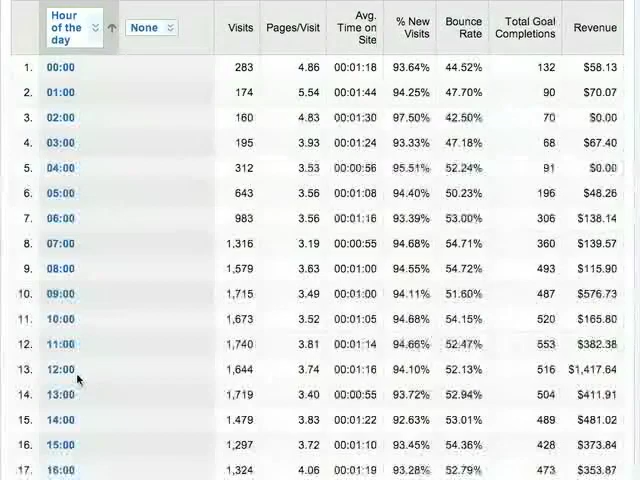 Hour of the day None Visits Pages/Visit Avg. Time on Site % New Visits Bounce Rate Total Goal Completions Revenue
1. 00:00 283 4.86 00:01:18 93.64% 44.52% 132 $58.13
2. 01:00 174 5.54 00:01:44 94.25% 47.70% 90 $70.07
3. 02:00 160 4.83 00:01:30 97.50% 42.50% 70 $0.00
4. 03:00 195 3.93 00:01:24 93.33% 47.18% 68 $67.40
5. 04:00 312 3.53 00:00:56 95.51% 52.24% 91 $0.00
6. 05:00 643 3.56 00:01:08 94.40% 50.23% 196 $48.26
7. 06:00 983 3.56 00:01:16 93.39% 53.00% 306 $138.14
8. 07:00 1,316 3.19 00:00:55 94.68% 54.71% 360 $139.57
9. 08:00 1,579 3.63 00:01:00 94.55% 54.72% 493 $115.90
10. 09:00 1,715 3.49 00:01:00 94.11% 51.60% 487 $576.73
11. 10:00 1,673 3.52 00:01:05 94.68% 54.15% 520 $165.80
12. 11:00 1,740 3.81 00:01:14 94.66% 52.47% 553 $382.38
13. 12:00 1,644 3.74 00:01:16 94.10% 52.13% 516 $1,417.64
14. 13:00 1,719 3.40 00:00:55 93.72% 52.94% 504 $411.91
15. 14:00 1,479 3.83 00:01:22 92.63% 53.01% 489 $481.02
16. 15:00 1,297 3.72 00:01:10 93.45% 54.36% 428 $373.84
17. 16:00 1,324 4.06 00:01:19 93.28% 52.79% 473 $353.87